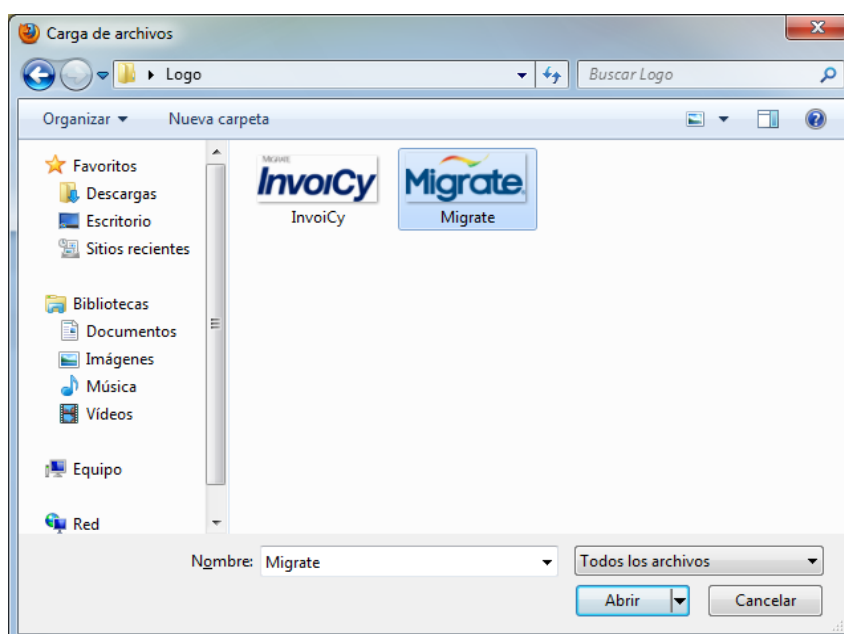 Carga de archivos
Logo
Buscar Logo
Organizar
Nueva carpeta
Favoritos
Descargas
Escritorio
Sitios recientes
Bibliotecas
Documentos
Imágenes
Música
Vídeos
Equipo
Red
MIGRATE
InvoiCy
InvoiCy
Migrate
Migrate
Nombre: Migrate
Todos los archivos
Abrir
Cancelar